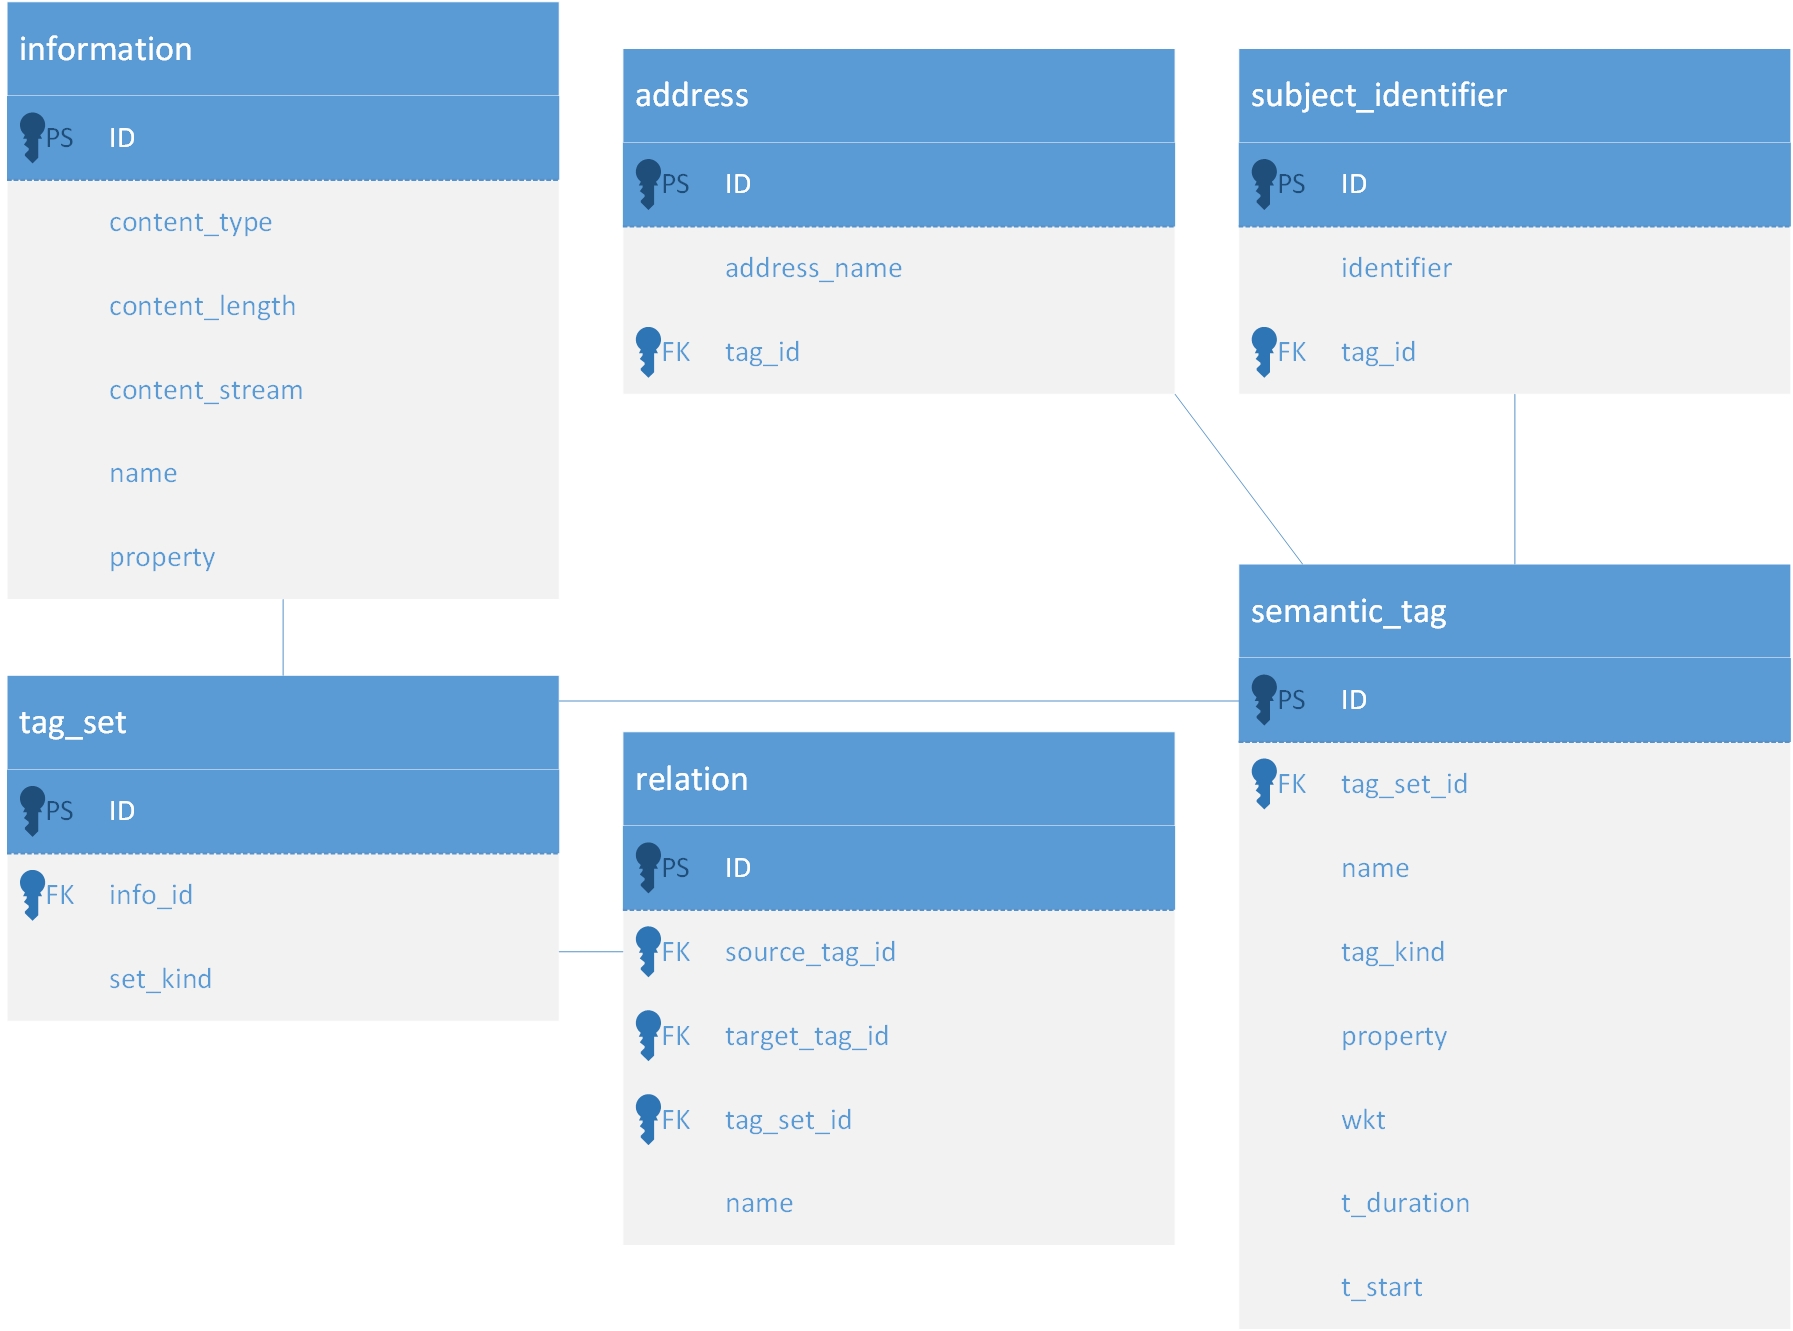 information
PS ID
content_type
content_length
content_stream
name
property
address
PS ID
address_name
FK tag_id
subject_identifier
PS ID
identifier
FK tag_id
tag_set
PS ID
FK info_id
set_kind
relation
PS ID
FK source_tag_id
FK target_tag_id
FK tag_set_id
name
semantic_tag
PS ID
FK tag_set_id
name
tag_kind
property
wkt
t_duration
t_start